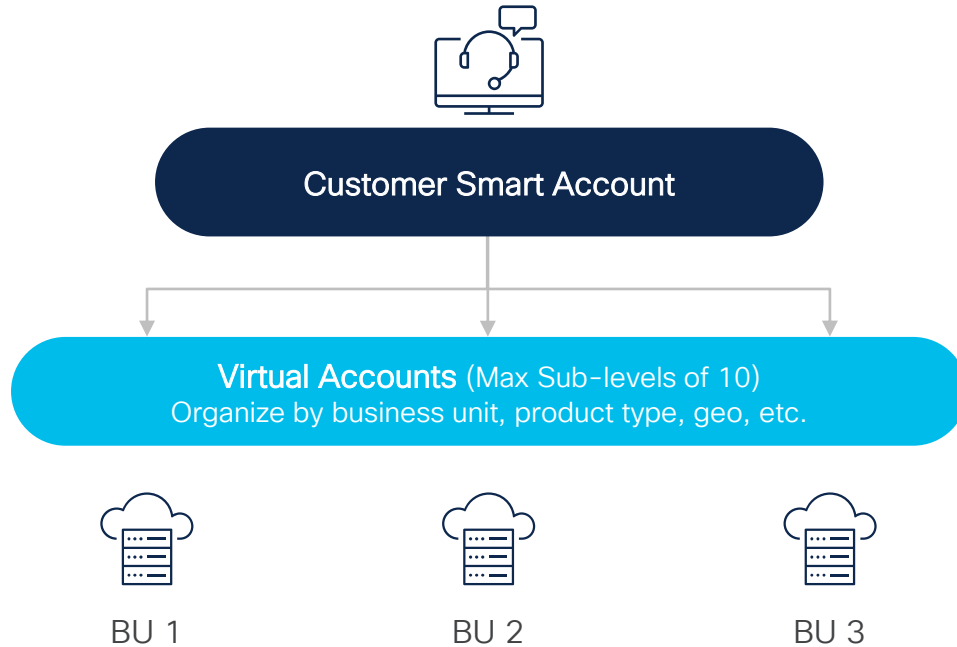 Customer Smart Account
Virtual Accounts (Max Sub-levels of 10)
Organize by business unit, product type, geo, etc.
BU 1
BU 2
BU 3